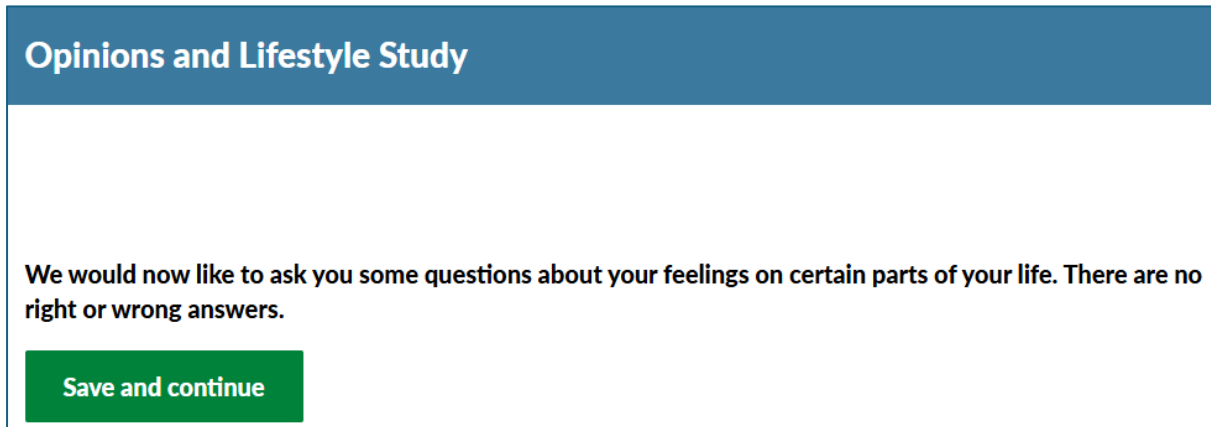 Opinions and Lifestyle Study
We would now like to ask you some questions about your feelings on certain parts of your life. There are no
right or wrong answers.
Save and continue